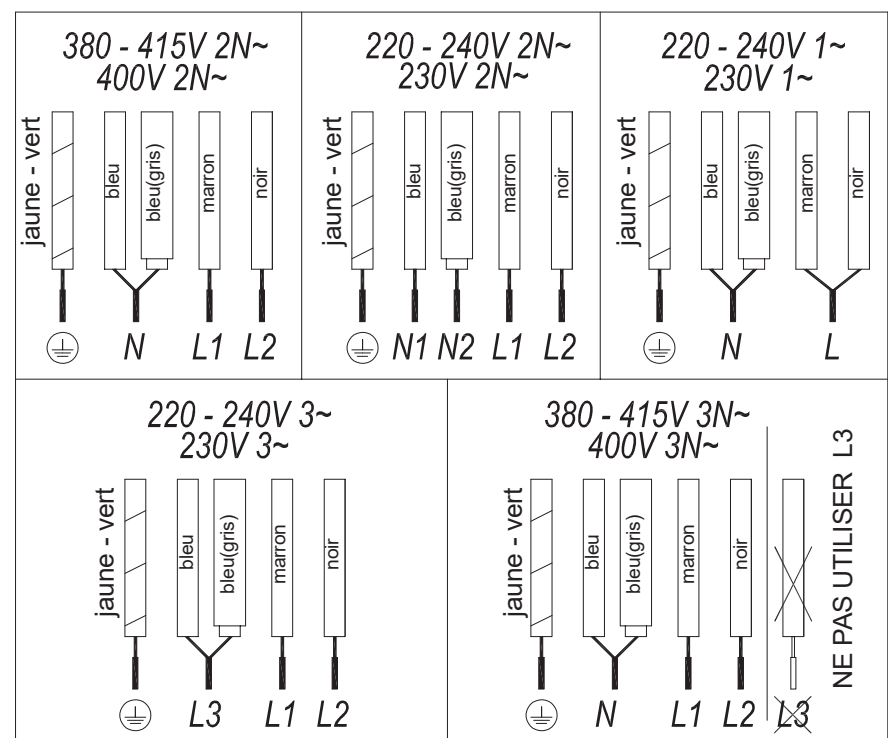 380 - 415V 2N~
400V 2N~
jaune - vert
bleu
bleu(gris)
marron
noir
N L1 L2
220 - 240V 2N~
230V 2N~
jaune - vert
bleu
bleu(gris)
marron
noir
N1 N2 L1 L2
220 - 240V 1~
230V 1~
jaune - vert
bleu
bleu(gris)
marron
noir
N L
220 - 240V 3~
230V 3~
jaune - vert
bleu
bleu(gris)
marron
noir
L3 L1 L2
380 - 415V 3N~
400V 3N~
jaune - vert
bleu
bleu(gris)
marron
noir
N L1 L2 L3
NE PAS UTILISER L3